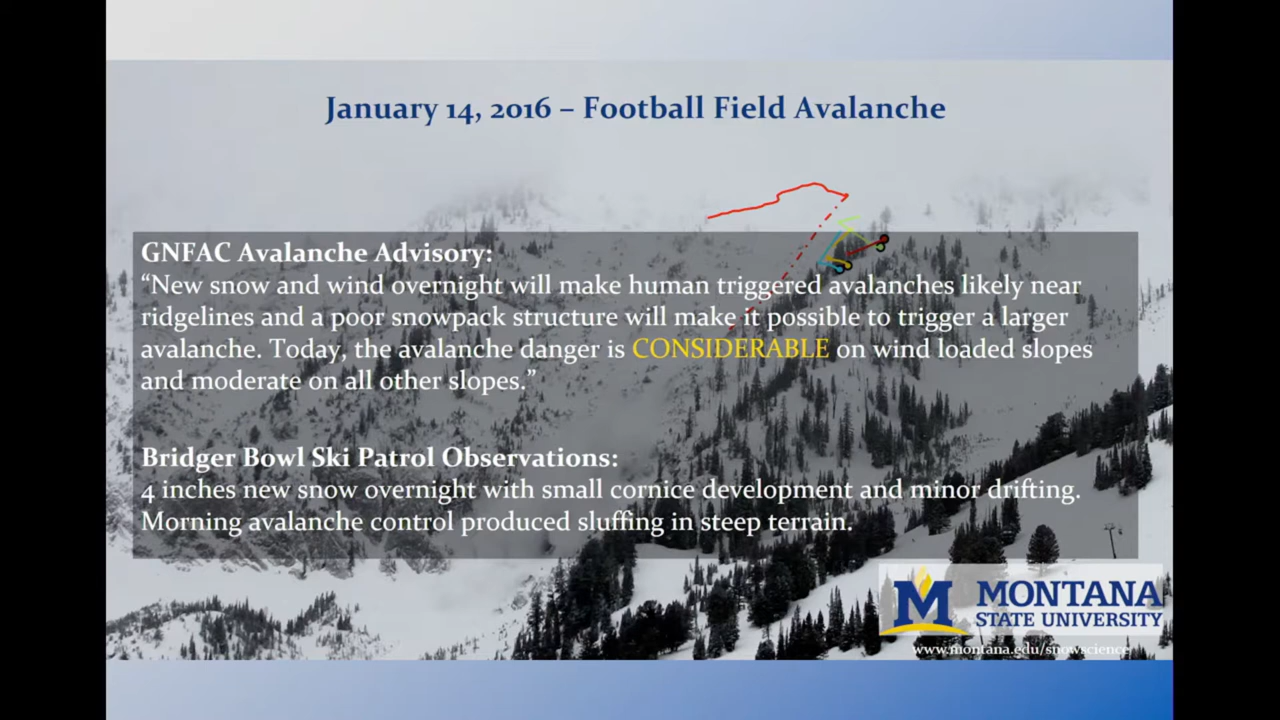 January 14, 2016 – Football Field Avalanche
GNFAC Avalanche Advisory:
“New snow and wind overnight will make human triggered avalanches likely near
ridgelines and a poor snowpack structure will make it possible to trigger a larger
avalanche. Today, the avalanche danger is CONSIDERABLE on wind loaded slopes
and moderate on all other slopes.”
Bridger Bowl Ski Patrol Observations:
4 inches new snow overnight with small cornice development and minor drifting.
Morning avalanche control produced sluffing in steep terrain.
M MONTANA
STATE UNIVERSITY
www.montana.edu/snowscience